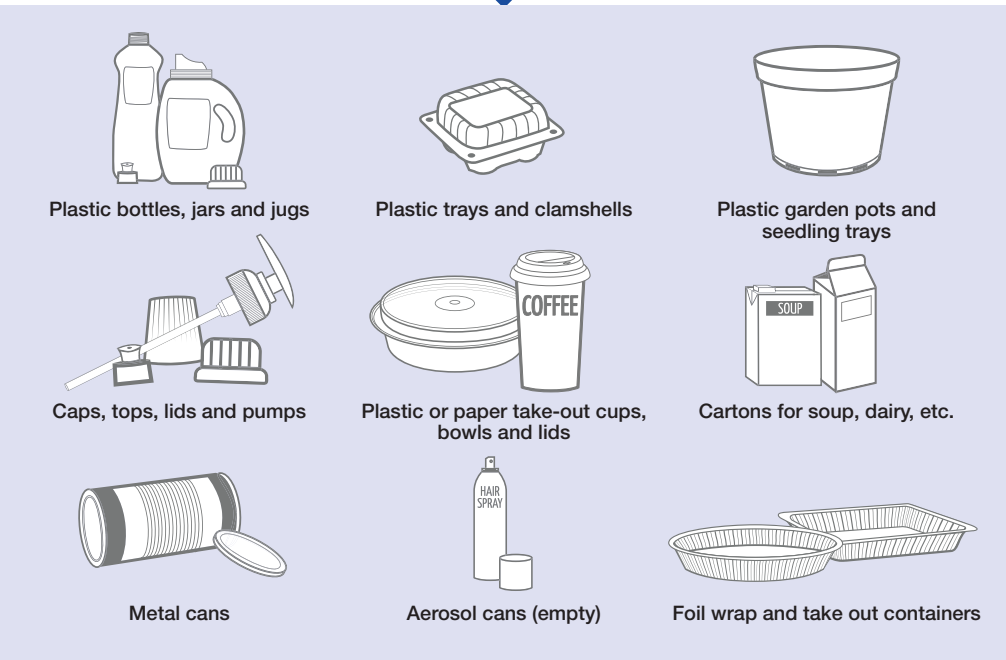 Plastic bottles, jars and jugs
Plastic trays and clamshells
Plastic garden pots and
seedling trays
COFFEE
SOUP
Caps, tops, lids and pumps
Plastic or paper take-out cups,
bowls and lids
Cartons for soup, dairy, etc.
HAIR
SPRAY
Metal cans
Aerosol cans (empty)
Foil wrap and take out containers